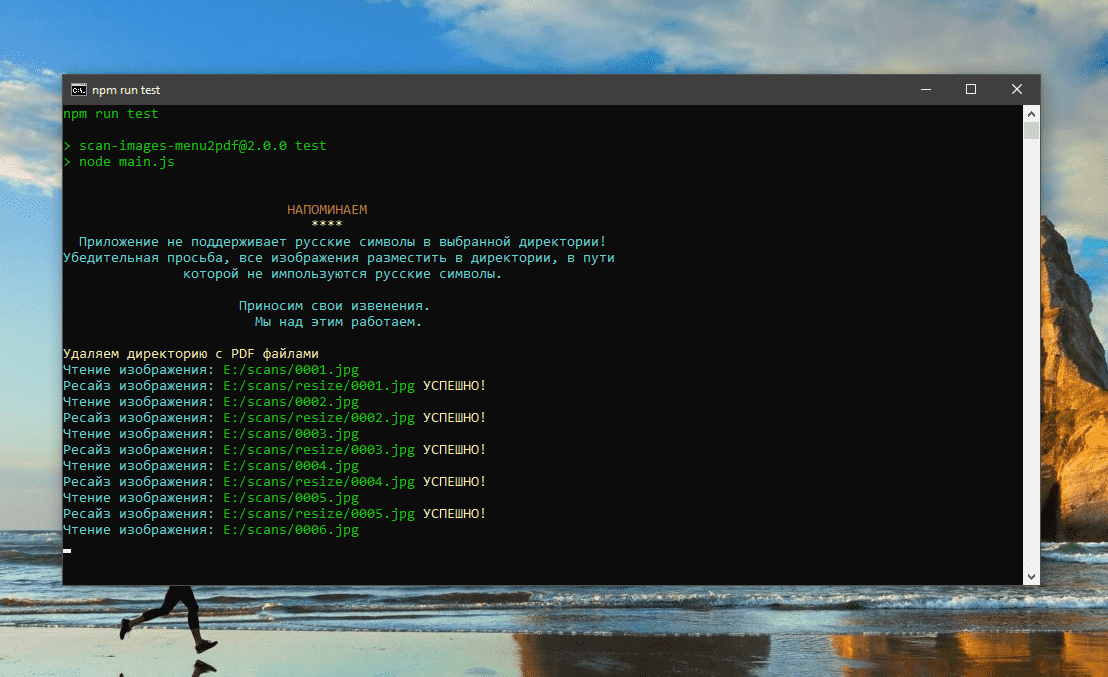 npm run test
npm run test
> scan-images-menu2pdf@2.0.0 test
> node main.js
НАПОМИНАЕМ
****
Приложение не поддерживает русские символы в выбранной директории!
Убедительная просьба, все изображения разместить в директории, в пути
которой не импользуются русские символы.
Приносим свои извенения.
Мы над этим работаем.
Удаляем директорию с PDF файлами
Чтение изображения: E:/scans/0001.jpg
Ресайз изображения: E:/scans/resize/0001.jpg УСПЕШНО!
Чтение изображения: E:/scans/0002.jpg
Ресайз изображения: E:/scans/resize/0002.jpg УСПЕШНО!
Чтение изображения: E:/scans/0003.jpg
Ресайз изображения: E:/scans/resize/0003.jpg УСПЕШНО!
Чтение изображения: E:/scans/0004.jpg
Ресайз изображения: E:/scans/resize/0004.jpg УСПЕШНО!
Чтение изображения: E:/scans/0005.jpg
Ресайз изображения: E:/scans/resize/0005.jpg УСПЕШНО!
Чтение изображения: E:/scans/0006.jpg